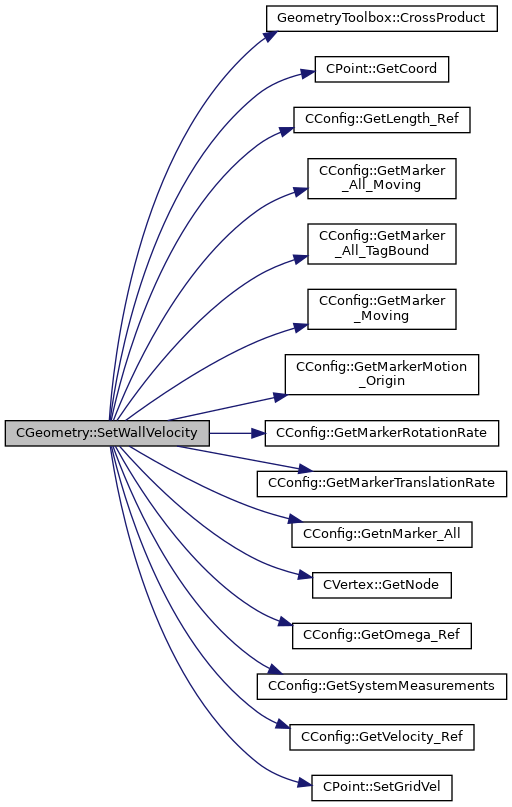 GeometryToolbox::CrossProduct
CPoint::GetCoord
CConfig::GetLength_Ref
CConfig::GetMarker
_All_Moving
CConfig::GetMarker
_All_TagBound
CConfig::GetMarker
_Moving
CConfig::GetMarkerMotion
_Origin
CGeometry::SetWallVelocity
CConfig::GetMarkerRotationRate
CConfig::GetMarkerTranslationRate
CConfig::GetnMarker_All
CVertex::GetNode
CConfig::GetOmega_Ref
CConfig::GetSystemMeasurements
CConfig::GetVelocity_Ref
CPoint::SetGridVel